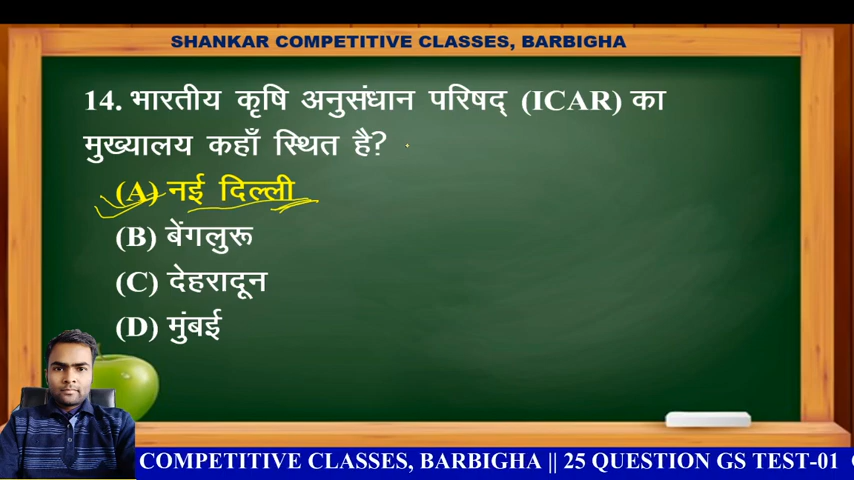 SHANKAR COMPETITIVE CLASSES, BARBIGHA
14. भारतीय कृषि अनुसंधान परिषद् (ICAR) का
मुख्यालय कहाँ स्थित है?
(A) नई दिल्ली
(B) बेंगलुरू
(C) देहरादून
(D) मुंबई
COMPETITIVE CLASSES, BARBIGHA || 25 QUESTION GS TEST-01